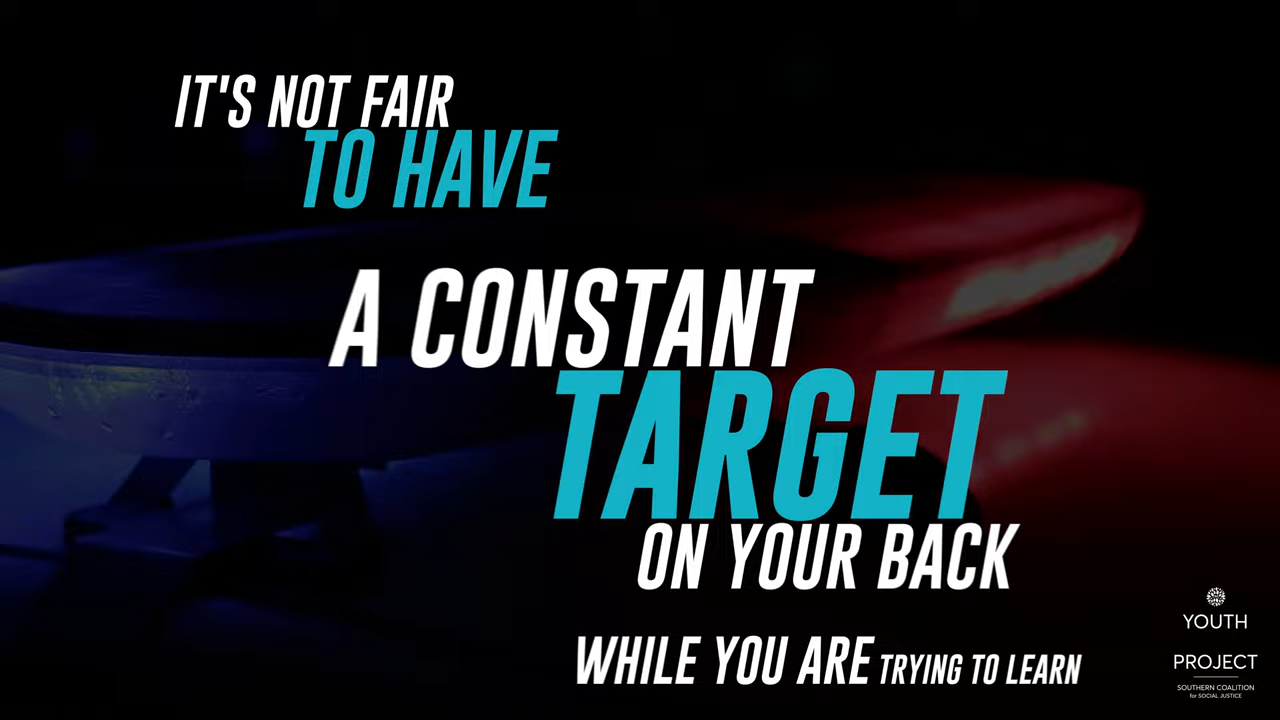 IT'S NOT FAIR
TO HAVE
A CONSTANT
TARGET
ON YOUR BACK
WHILE YOU ARE TRYING TO LEARN
YOUTH
PROJECT
SOUTHERN COALITION
for SOCIAL JUSTICE